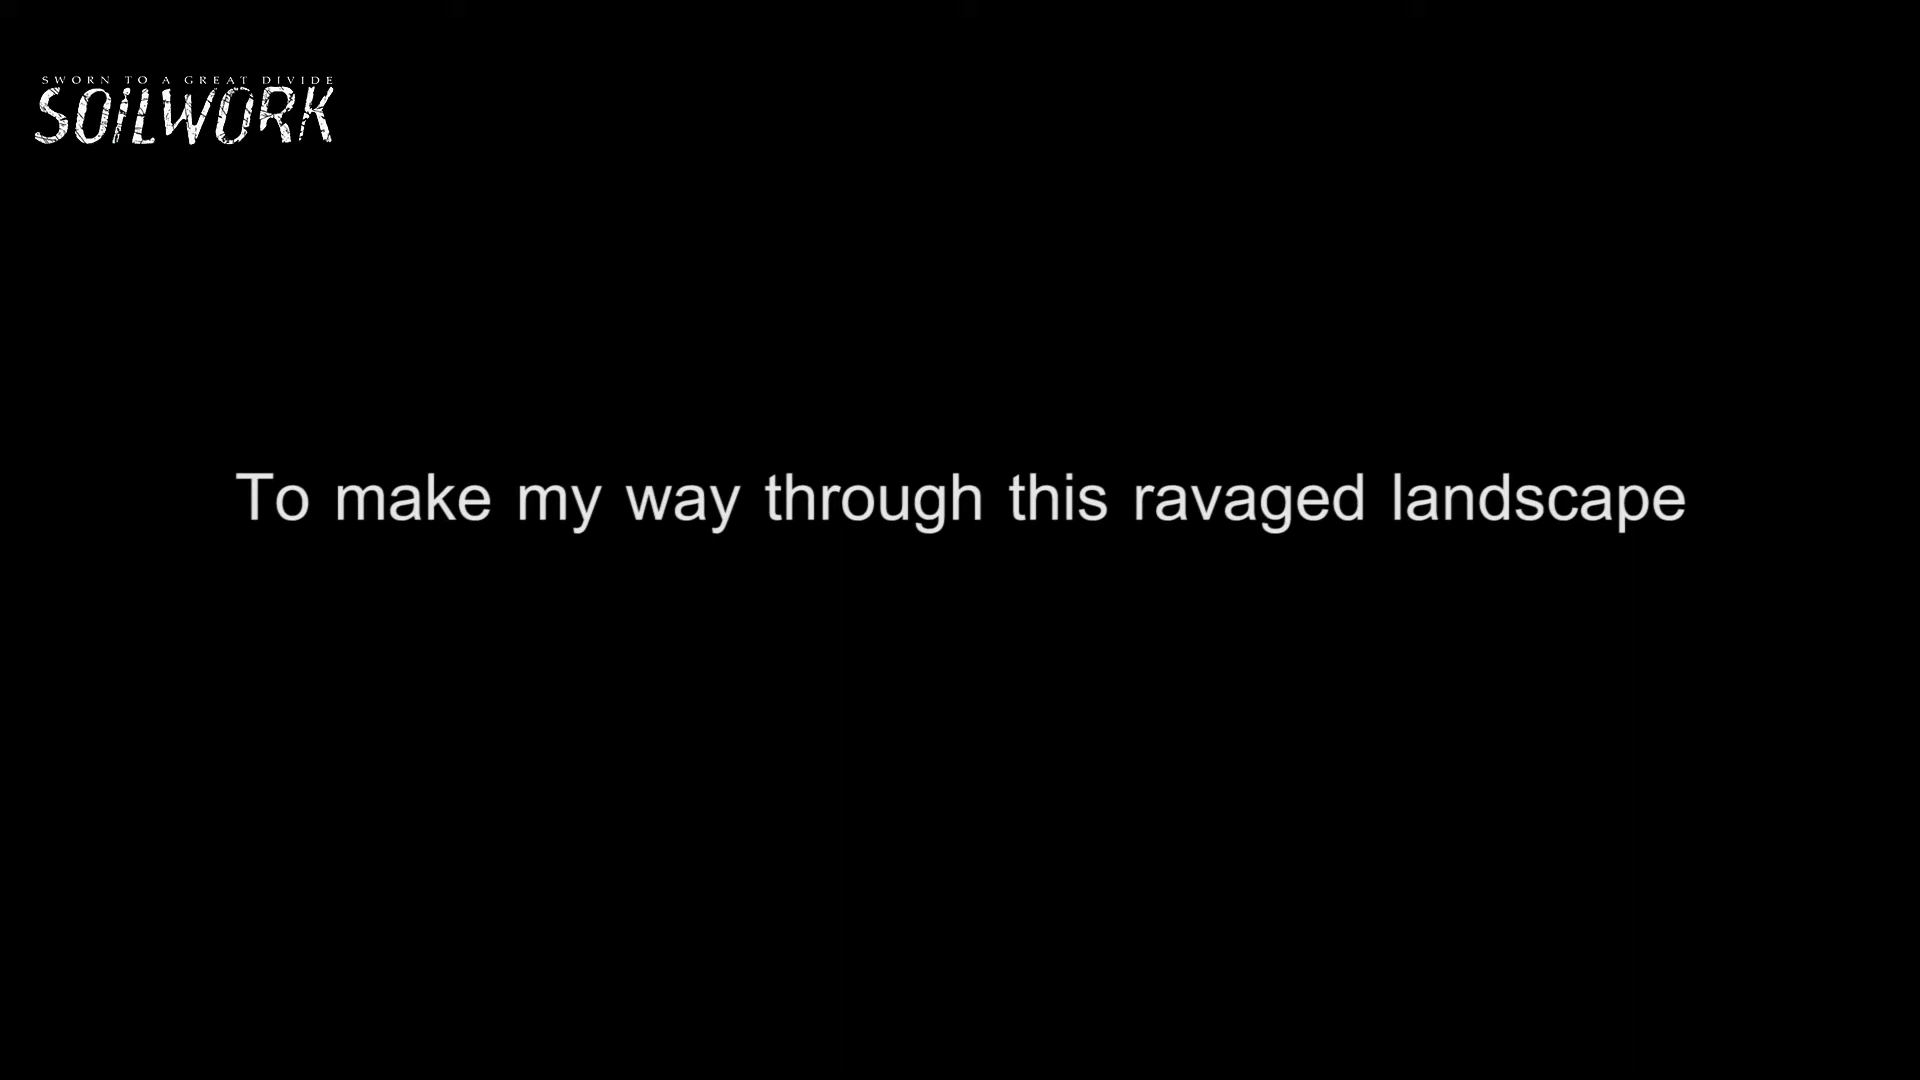 SWORN TO A GREAT DIVIDE
SOILWORK
To make my way through this ravaged landscape